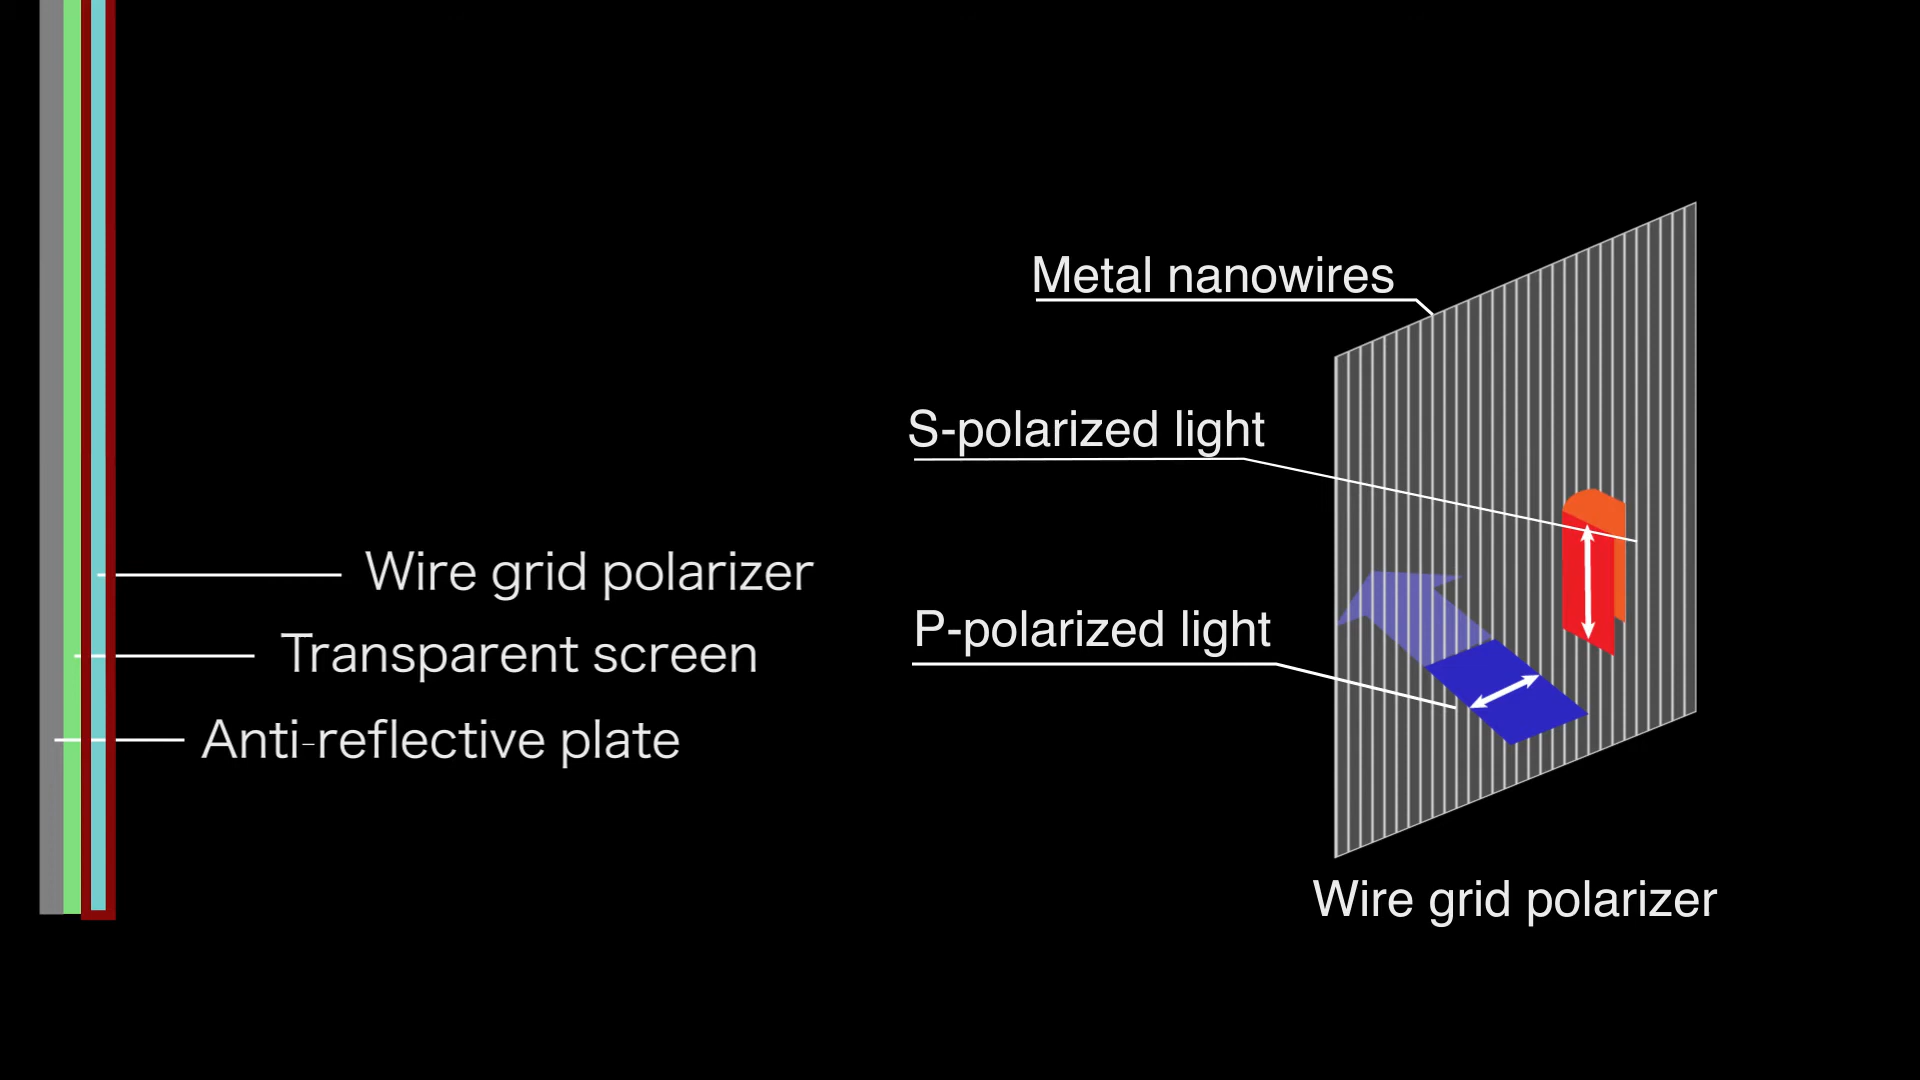 Metal nanowires
S-polarized light
P-polarized light
Wire grid polarizer
Wire grid polarizer
Transparent screen
Anti-reflective plate